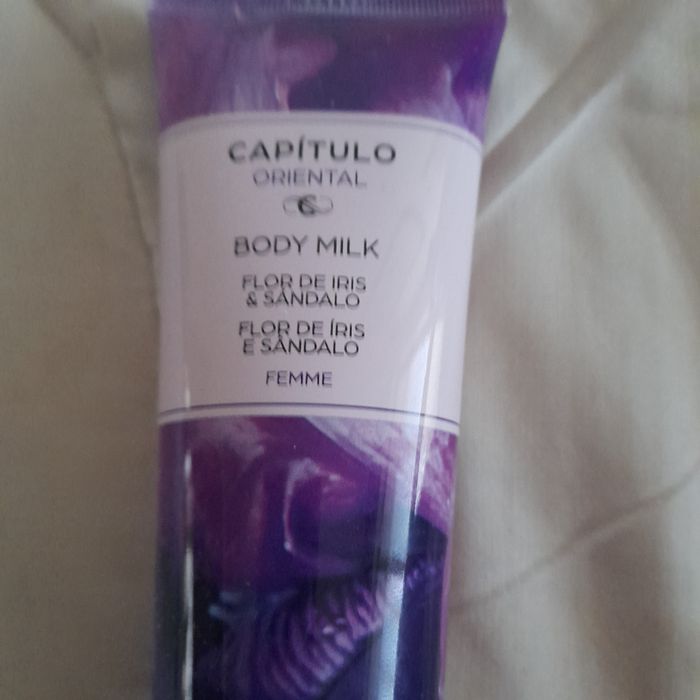 CAPÍTULO
ORIENTAL
BODY MILK
FLOR DE IRIS
& SÁNDALO
FLOR DE ÍRIS
E SÂNDALO
FEMME